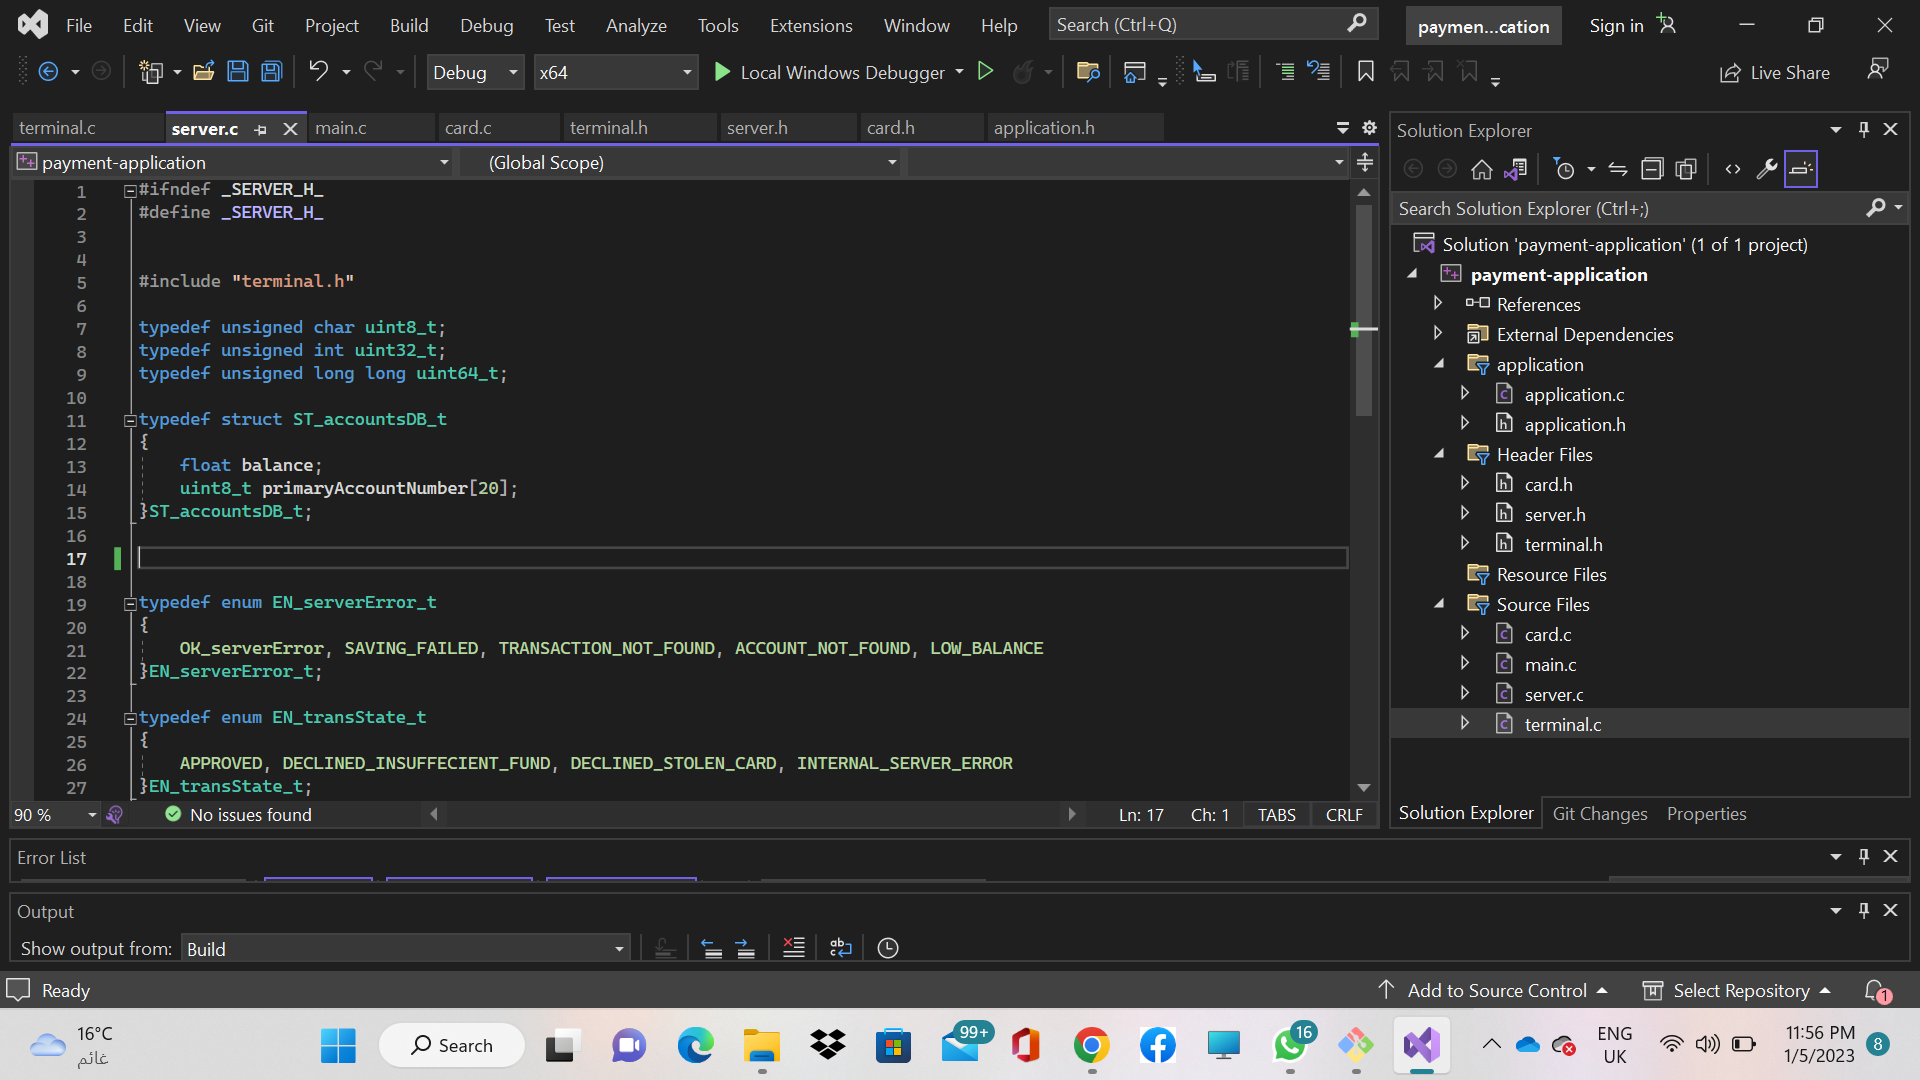 File Edit View Git Project Build Debug Test Analyze Tools Extensions Window Help Search (Ctrl+Q) paymen...cation Sign in
Debug x64 Local Windows Debugger Live Share
terminal.c server.c main.c card.c terminal.h server.h card.h application.h
payment-application (Global Scope)
1 #ifndef _SERVER_H_
2 #define _SERVER_H_
3
4
5 #include "terminal.h"
6
7 typedef unsigned char uint8_t;
8 typedef unsigned int uint32_t;
9 typedef unsigned long long uint64_t;
10
11 typedef struct ST_accountsDB_t
12 {
13 float balance;
14 uint8_t primaryAccountNumber[20];
15 }ST_accountsDB_t;
16
17
18
19 typedef enum EN_serverError_t
20 {
21 OK_serverError, SAVING_FAILED, TRANSACTION_NOT_FOUND, ACCOUNT_NOT_FOUND, LOW_BALANCE
22 }EN_serverError_t;
23
24 typedef enum EN_transState_t
25 {
26 APPROVED, DECLINED_INSUFFECIENT_FUND, DECLINED_STOLEN_CARD, INTERNAL_SERVER_ERROR
27 }EN_transState_t;
90 % No issues found Ln: 17 Ch: 1 TABS CRLF
Solution Explorer
Search Solution Explorer (Ctrl+;)
Solution 'payment-application' (1 of 1 project)
payment-application
References
External Dependencies
application
application.c
application.h
Header Files
card.h
server.h
terminal.h
Resource Files
Source Files
card.c
main.c
server.c
terminal.c
Solution Explorer Git Changes Properties
Error List
Output
Show output from: Build
Ready Add to Source Control Select Repository 1
16°C
غائم
Search 99+ 16
ENG
UK
11:56 PM
1/5/2023
8